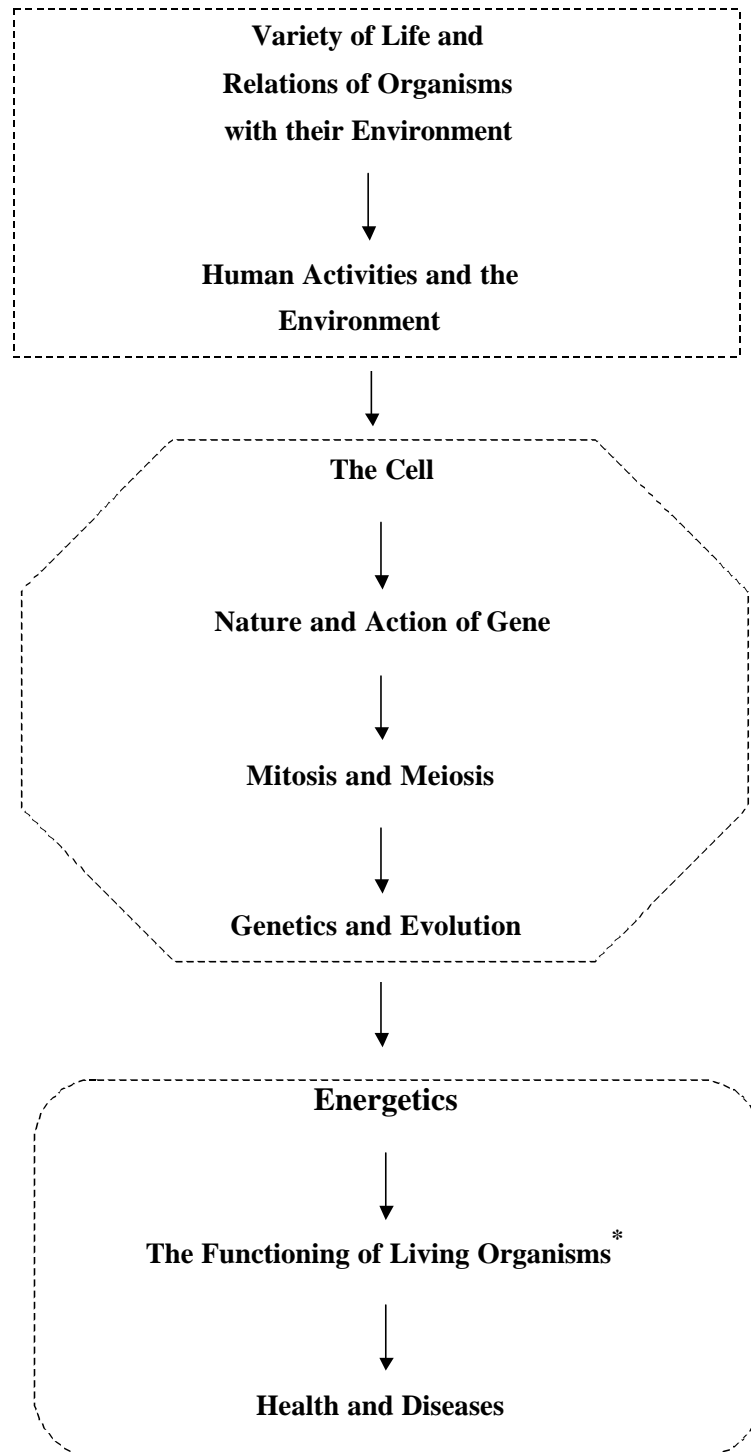 Variety of Life and
Relations of Organisms
with their Environment
Human Activities and the
Environment
The Cell
Nature and Action of Gene
Mitosis and Meiosis
Genetics and Evolution
Energetics
The Functioning of Living Organisms*
Health and Diseases